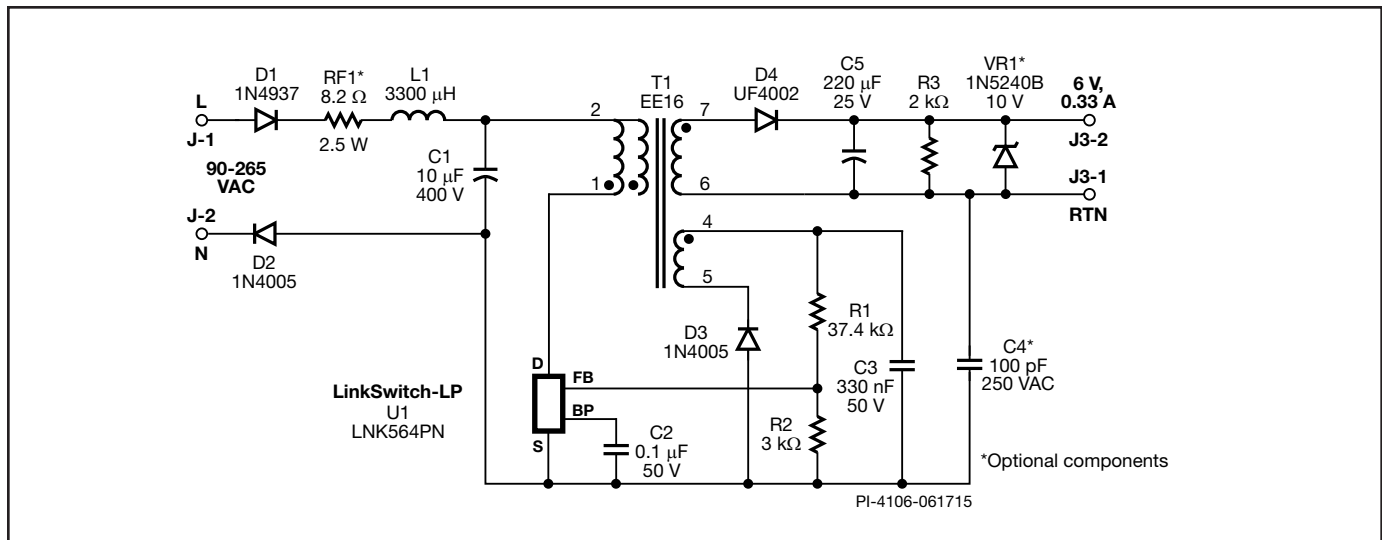 L
J-1
90-265
VAC
J-2
N
D1
1N4937
RF1*
8.2 Ω
2.5 W
L1
3300 µH
C1
10 µF
400 V
D2
1N4005
T1
EE16
2
1
7
6
4
5
D4
UF4002
C5
220 µF
25 V
R3
2 kΩ
VR1*
1N5240B
10 V
6 V,
0.33 A
J3-2
J3-1
RTN
D3
1N4005
R1
37.4 kΩ
C3
330 nF
50 V
R2
3 kΩ
C4*
100 pF
250 VAC
D
FB
BP
S
LinkSwitch-LP
U1
LNK564PN
C2
0.1 µF
50 V
*Optional components
PI-4106-061715